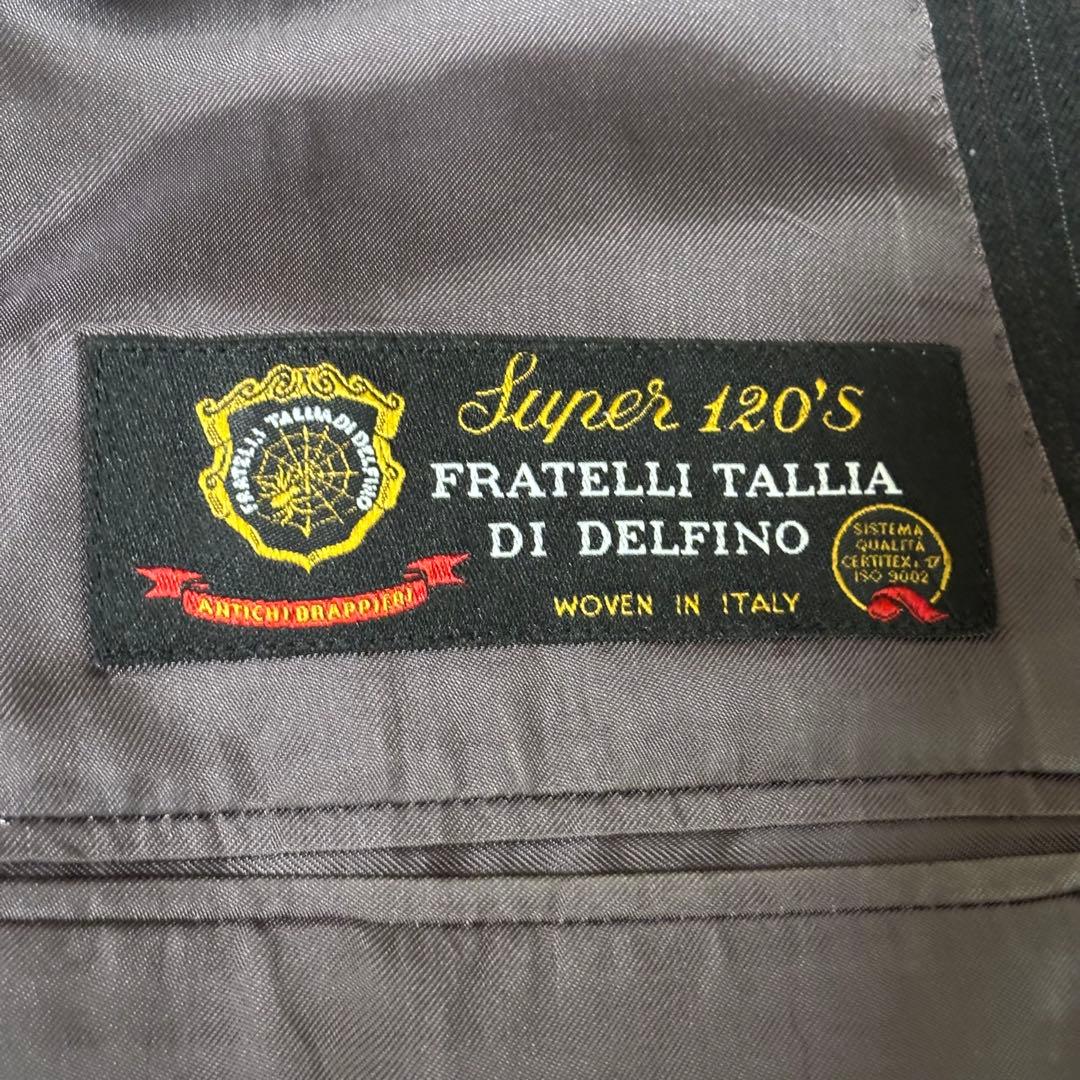 FRATELLI TALLIA DI DELFINO
ANTICHI DRAPPIERI
Super 120'S
FRATELLI TALLIA
DI DELFINO
WOVEN IN ITALY
SISTEMA
QUALITÀ
CERTITEX n. 17
ISO 9002